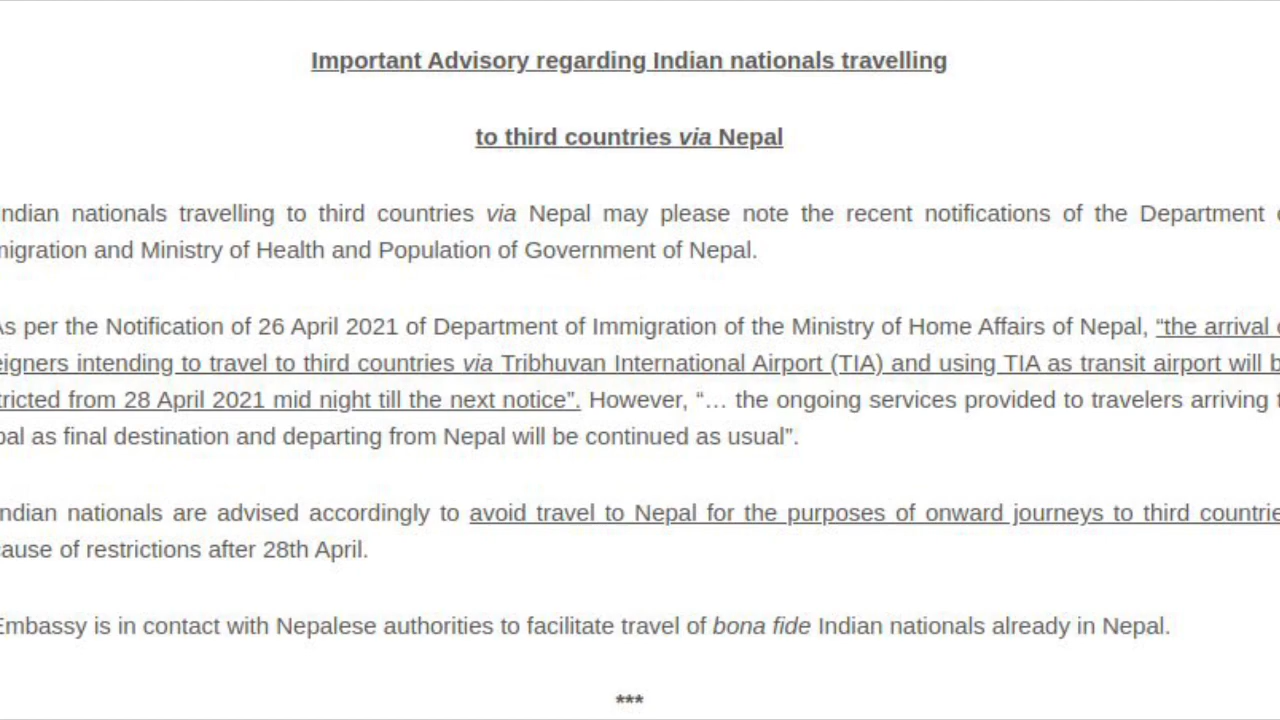 Important Advisory regarding Indian nationals travelling
to third countries via Nepal
ndian nationals travelling to third countries via Nepal may please note the recent notifications of the Department
nigration and Ministry of Health and Population of Government of Nepal.
As per the Notification of 26 April 2021 of Department of Immigration of the Ministry of Home Affairs of Nepal, “the arrival
eigners intending to travel to third countries via Tribhuvan International Airport (TIA) and using TIA as transit airport will b
tricted from 28 April 2021 mid night till the next notice”. However, “… the ongoing services provided to travelers arriving t
pal as final destination and departing from Nepal will be continued as usual”.
ndian nationals are advised accordingly to avoid travel to Nepal for the purposes of onward journeys to third countrie
ause of restrictions after 28th April.
Embassy is in contact with Nepalese authorities to facilitate travel of bona fide Indian nationals already in Nepal.
***